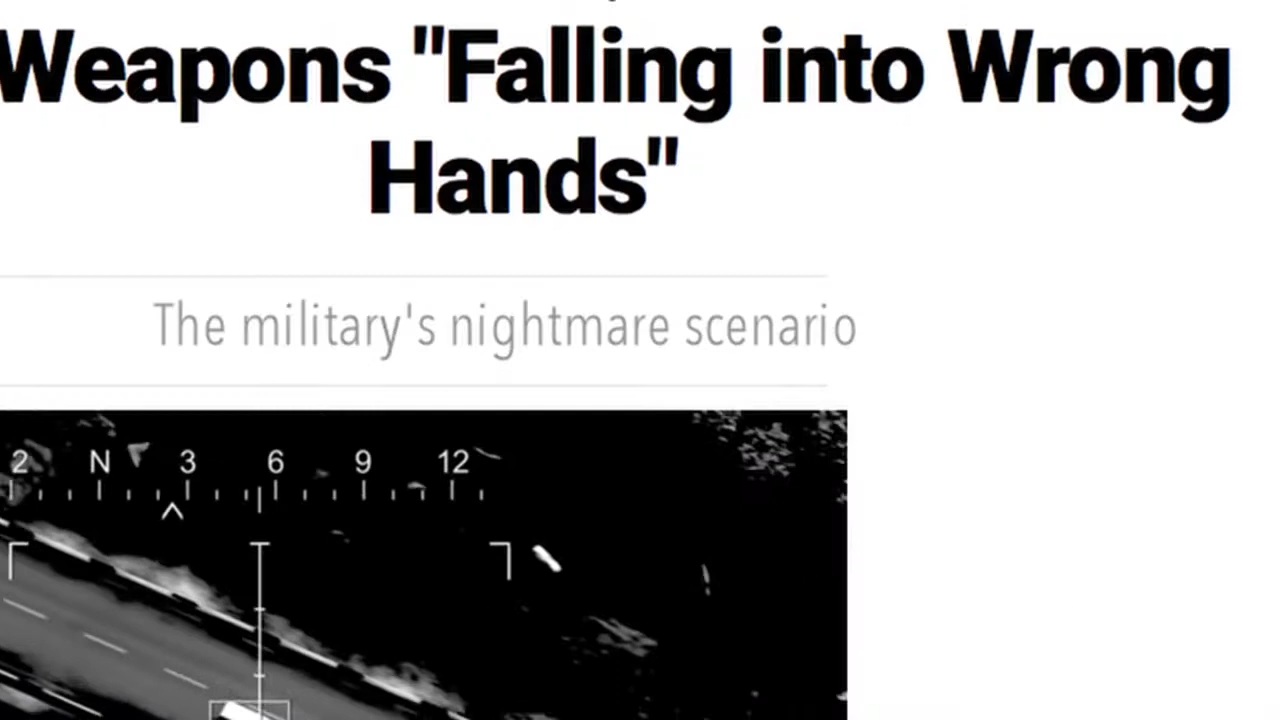 Weapons "Falling into Wrong
Hands"
The military's nightmare scenario
2 N 3 6 9 12